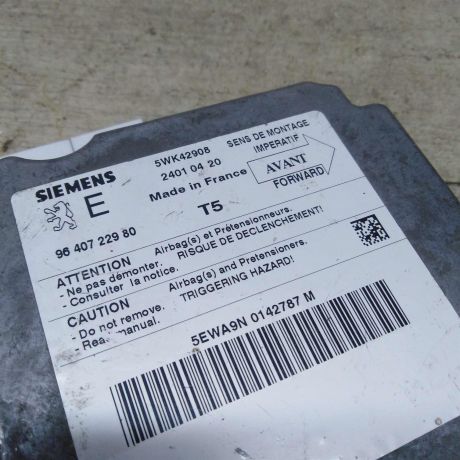 SIEMENS
5WK42908
SENS DE MONTAGE
IMPERATIF
E
2401 04 20
Made in France
AVANT
FORWARD
96 407 229 80
T5
ATTENTION
Airbag(s) et Prétensionneurs.
- Ne pas démonter.
RISQUE DE DECLENCHEMENT!
- Consulter la notice.
CAUTION
Airbag(s) and Pretensioners.
- Do not remove.
TRIGGERING HAZARD!
- Read manual.
5EWA9N 0142787 M